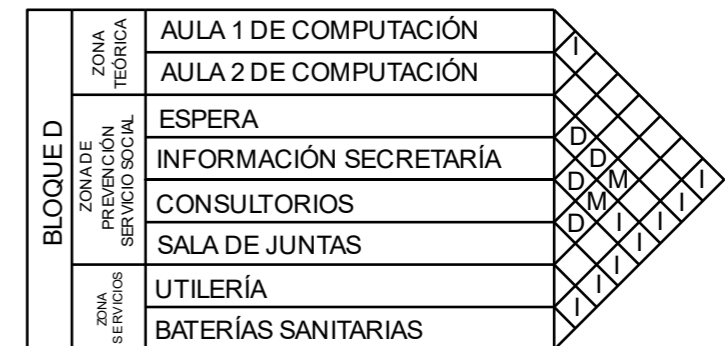 BLOQUE D
ZONA
TEÓRICA
AULA 1 DE COMPUTACIÓN
AULA 2 DE COMPUTACIÓN
ZONA DE
PREVENCIÓN
SERVICIO SOCIAL
ESPERA
INFORMACIÓN SECRETARÍA
CONSULTORIOS
SALA DE JUNTAS
ZONA
SERVICIOS
UTILERÍA
BATERÍAS SANITARIAS
I
D
D
D M I
M I
D I I
I
I
I
I